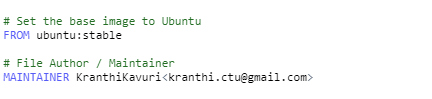 # Set the base image to Ubuntu
FROM ubuntu:stable
# File Author / Maintainer
MAINTAINER KranthiKavuri<kranthi.ctu@gmail.com>